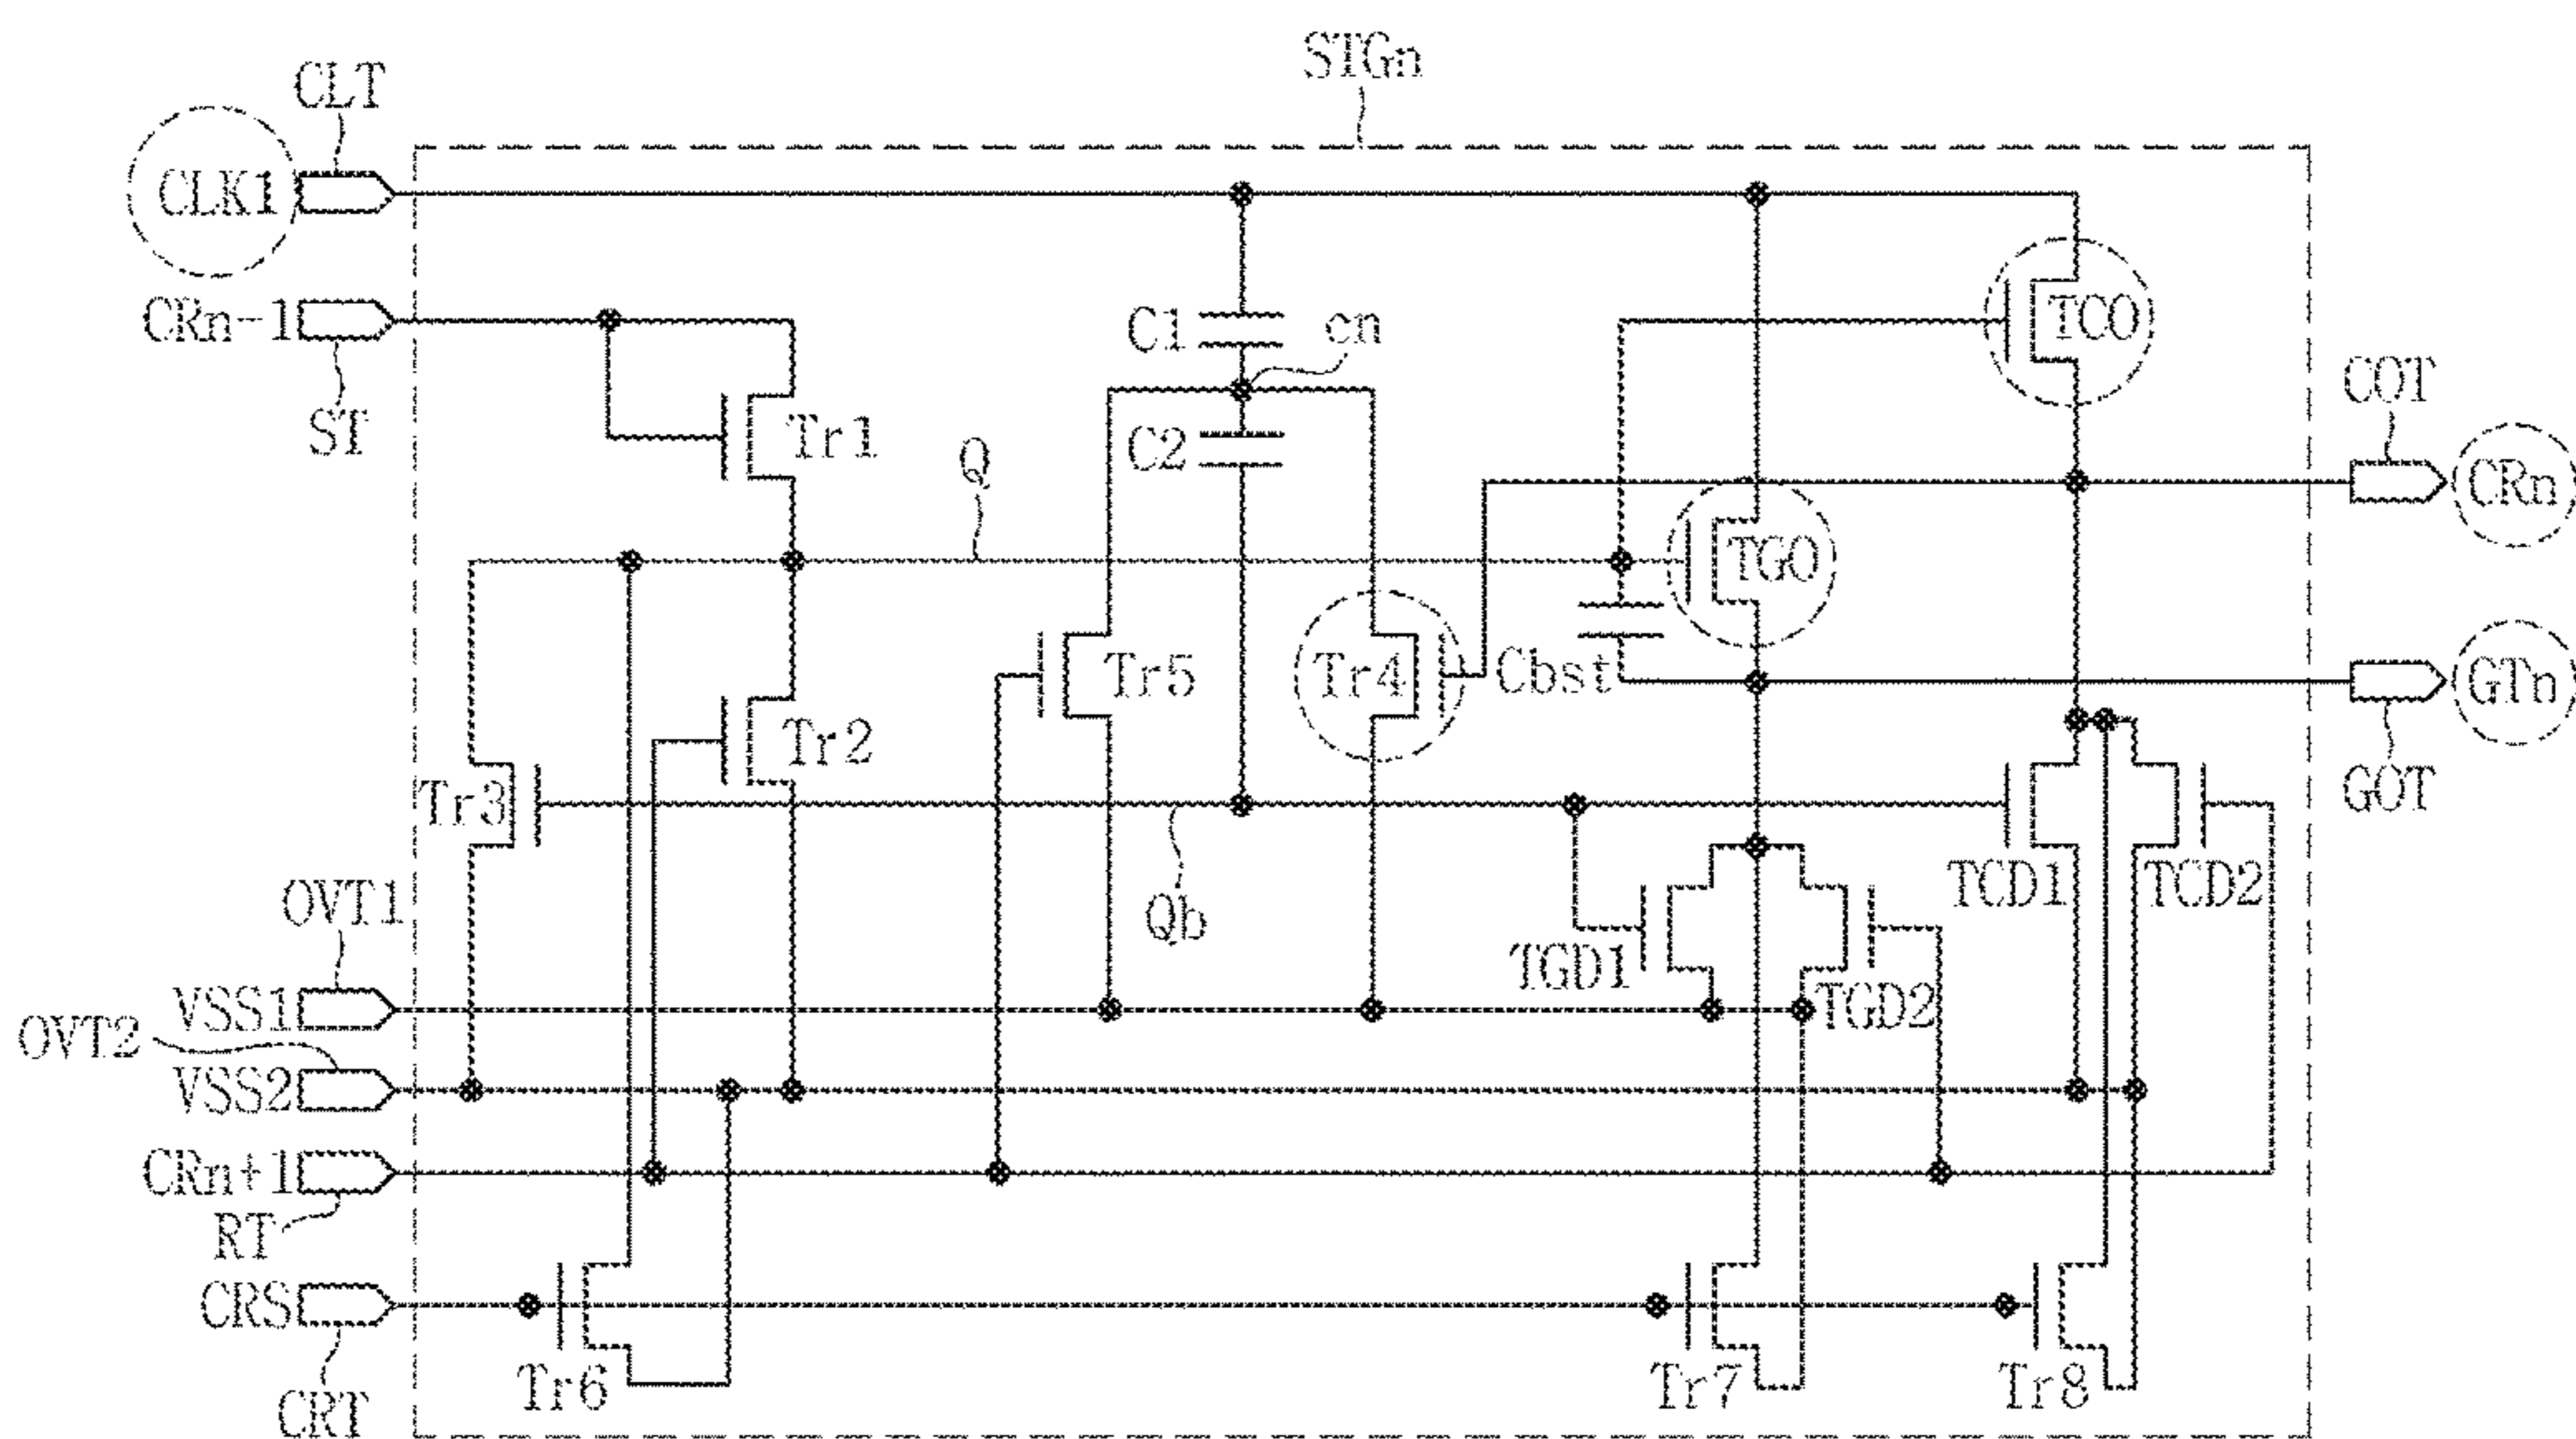 STGn
CLT
CLK1
CRn-1
ST
C1
cn
TCO
COT
Tr1
Q
C2
CRn
TGO
Tr5
Tr4
Cbst
GTn
Tr2
Tr3
GOT
OVT1
Qb
TCD1
TCD2
TGD1
VSS1
TGD2
OVT2
VSS2
CRn+1
RT
CRS
Tr6
Tr7
Tr8
CRT